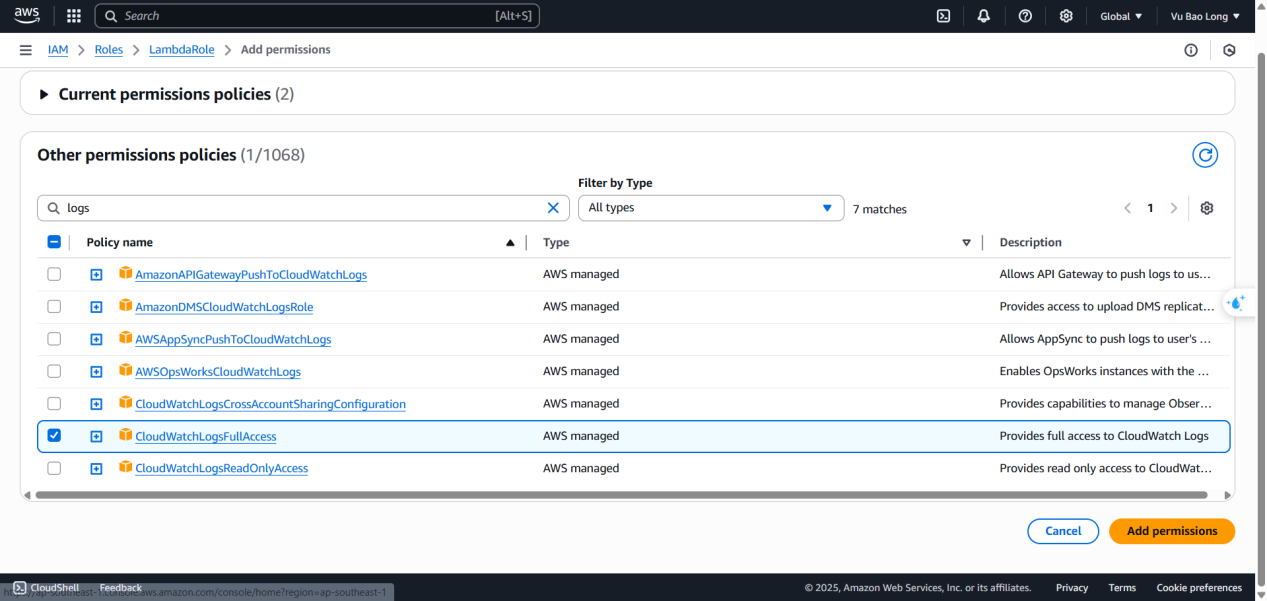 aws Search [Alt+S] Global Vu Bao Long
IAM Roles LambdaRole Add permissions
Current permissions policies (2)
Other permissions policies (1/1068)
Filter by Type
logs All types 7 matches 1
Policy name Type Description
AmazonAPIGatewayPushToCloudWatchLogs AWS managed Allows API Gateway to push logs to us...
AmazonDMSCloudWatchLogsRole AWS managed Provides access to upload DMS replicat...
AWSAppSyncPushToCloudWatchLogs AWS managed Allows AppSync to push logs to user's ...
AWSOpsWorksCloudWatchLogs AWS managed Enables OpsWorks instances with the ...
CloudWatchLogsCrossAccountSharingConfiguration AWS managed Provides capabilities to manage Obser...
CloudWatchLogsFullAccess AWS managed Provides full access to CloudWatch Logs
CloudWatchLogsReadOnlyAccess AWS managed Provides read only access to CloudWat...
Cancel Add permissions
CloudShell Feedback © 2025, Amazon Web Services, Inc. or its affiliates. Privacy Terms Cookie preferences
https://ap-southeast-1.console.aws.amazon.com/console/home?region=ap-southeast-1